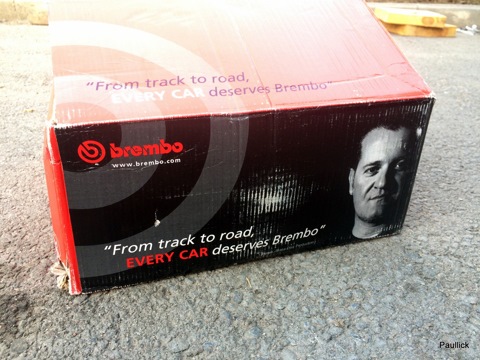 “From track to road,
EVERY CAR deserves Brembo”
brembo
www.brembo.com
“From track to road,
EVERY CAR deserves Brembo”
Paullick